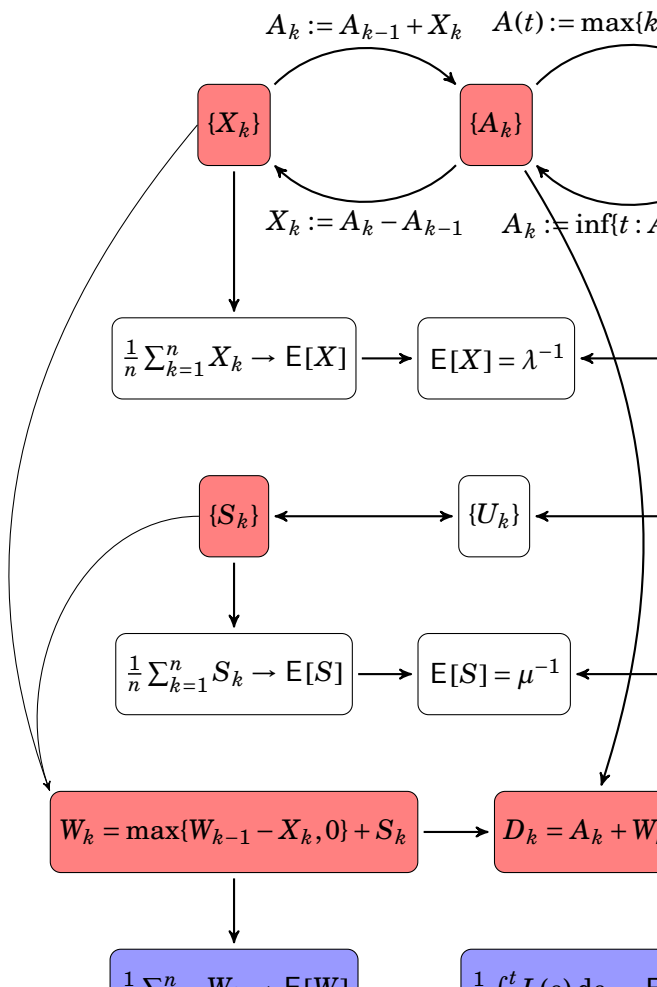 A_k := A_{k-1} + X_k
A(t) := max{k
{X_k}
{A_k}
X_k := A_k − A_{k-1}
A_k := inf{t : A
1/n ∑_{k=1}^n X_k → E[X]
E[X] = λ^{-1}
{S_k}
{U_k}
1/n ∑_{k=1}^n S_k → E[S]
E[S] = μ^{-1}
W_k = max{W_{k-1} − X_k, 0} + S_k
D_k = A_k + W